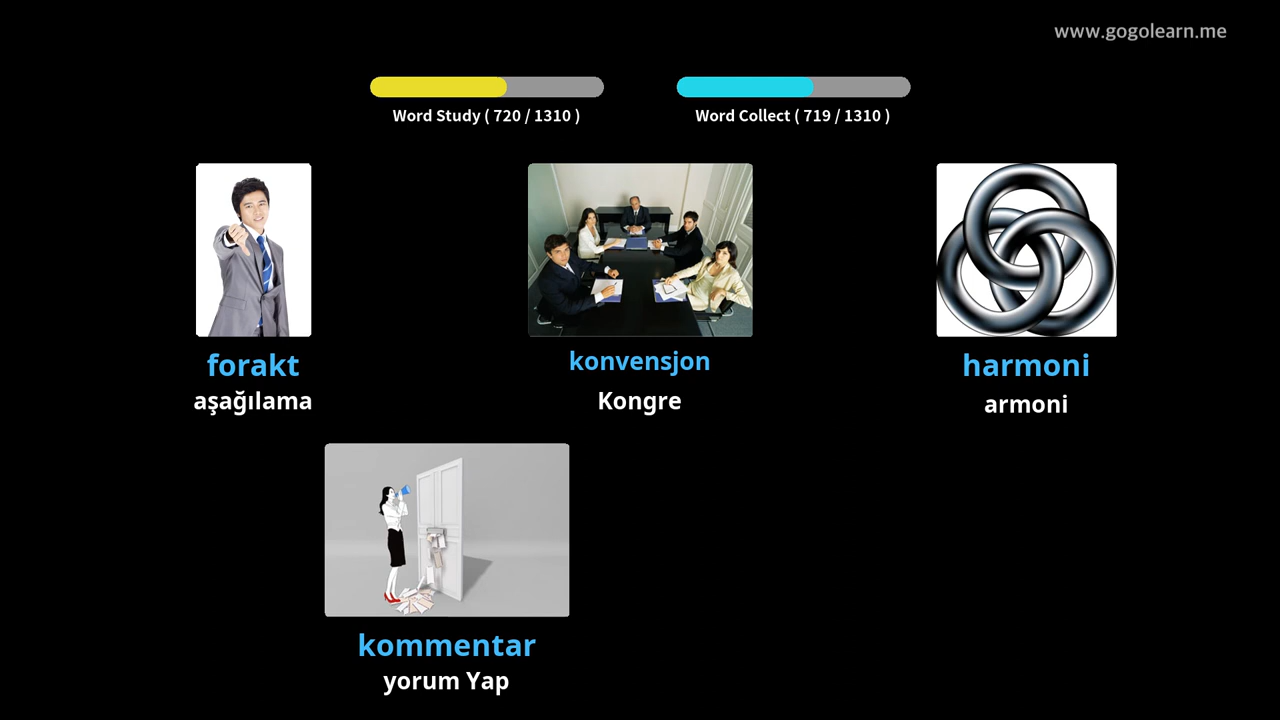 www.gogolearn.me
Word Study ( 720 / 1310 )
Word Collect ( 719 / 1310 )
forakt
aşağılama
konvensjon
Kongre
harmoni
armoni
kommentar
yorum Yap